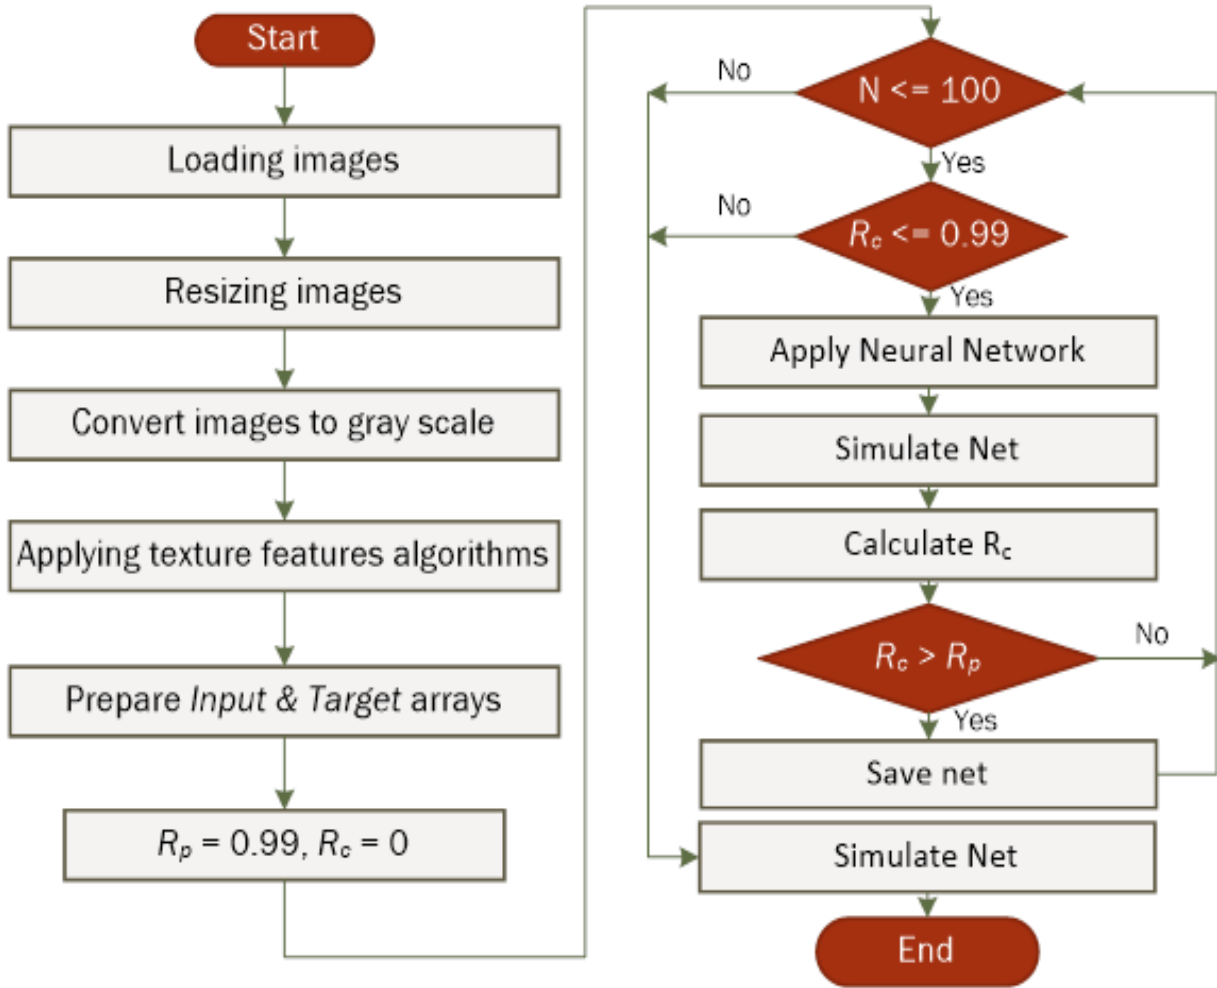 Start
Loading images
Resizing images
Convert images to gray scale
Applying texture features algorithms
Prepare Input & Target arrays
Rp = 0.99, Rc = 0
N <= 100
No
Yes
Rc <= 0.99
No
Yes
Apply Neural Network
Simulate Net
Calculate Rc
Rc > Rp
No
Yes
Save net
Simulate Net
End